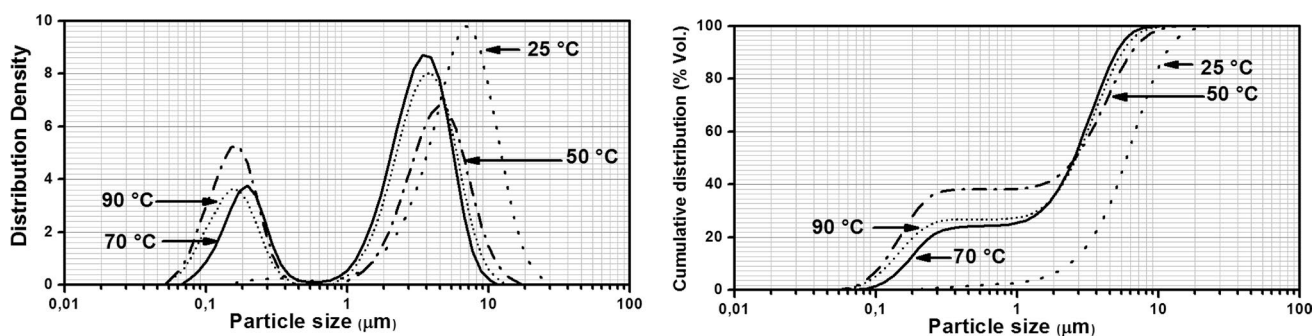 Distribution Density
10
8
6
4
2
0
0,01
0,1
1
10
100
Particle size (µm)
25 °C
50 °C
90 °C
70 °C
Cumulative distribution (% Vol.)
100
80
60
40
20
0
0,01
0,1
1
10
100
Particle size (µm)
25 °C
50 °C
90 °C
70 °C